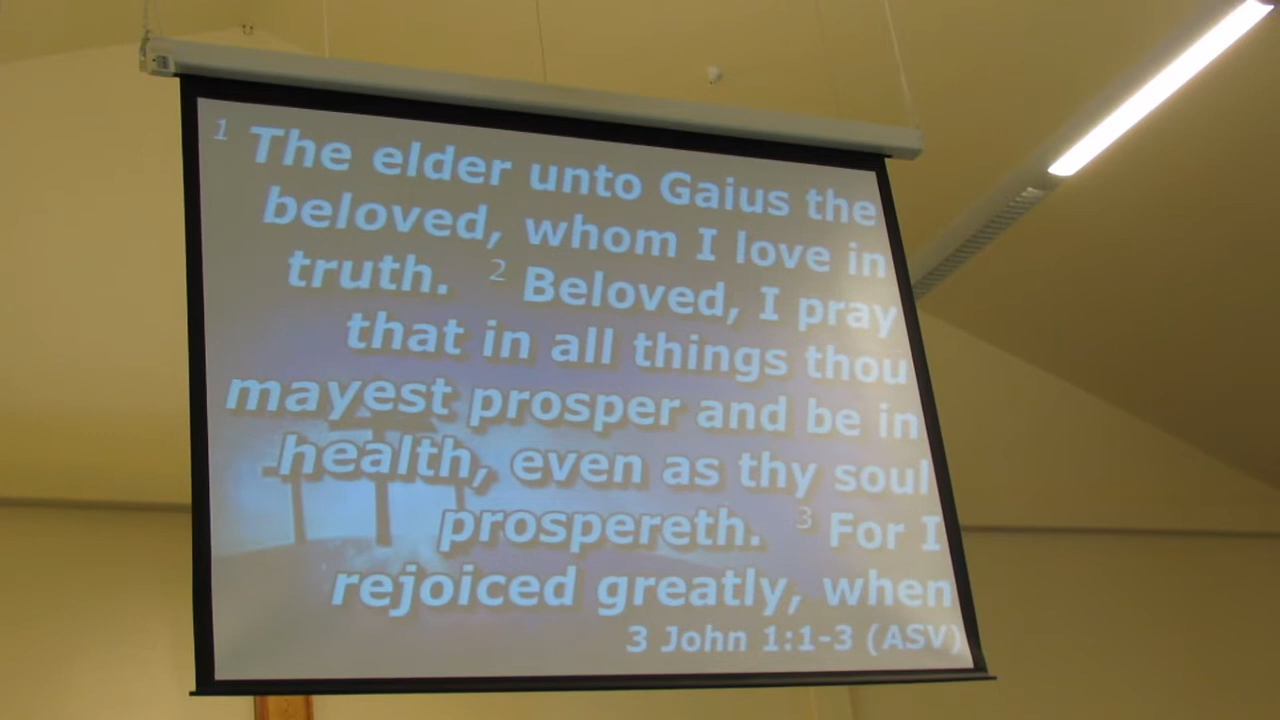 1 The elder unto Gaius the
beloved, whom I love in
truth. 2 Beloved, I pray
that in all things thou
mayest prosper and be in
health, even as thy soul
prospereth. 3 For I
rejoiced greatly, when
3 John 1:1-3 (ASV)